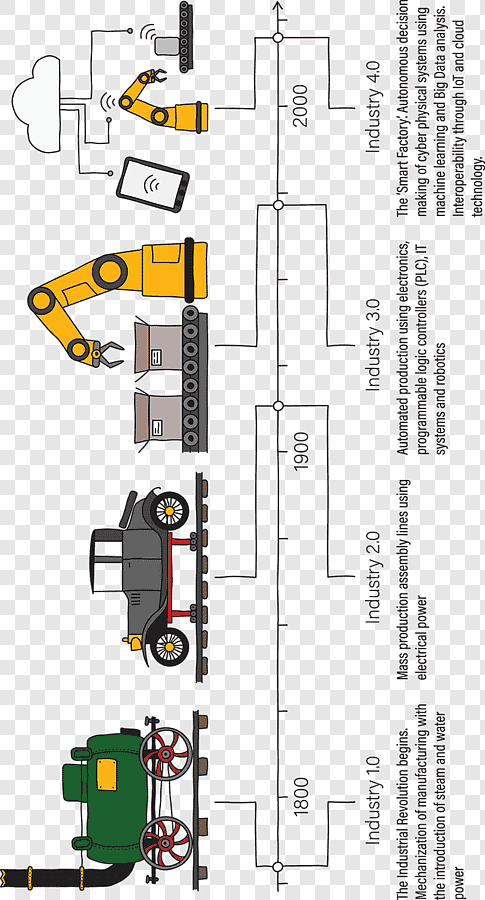 1800
1900
2000
Industry 1.0
Industry 2.0
Industry 3.0
Industry 4.0
The Industrial Revolution begins.
Mechanization of manufacturing with
the introduction of steam and water
power
Mass production assembly lines using
electrical power
Automated production using electronics,
programmable logic controllers (PLC), IT
systems and robotics
The ‘Smart Factory’. Autonomous decision
making of cyber physical systems using
machine learning and Big Data analysis.
Interoperability through IoT and cloud
technology.